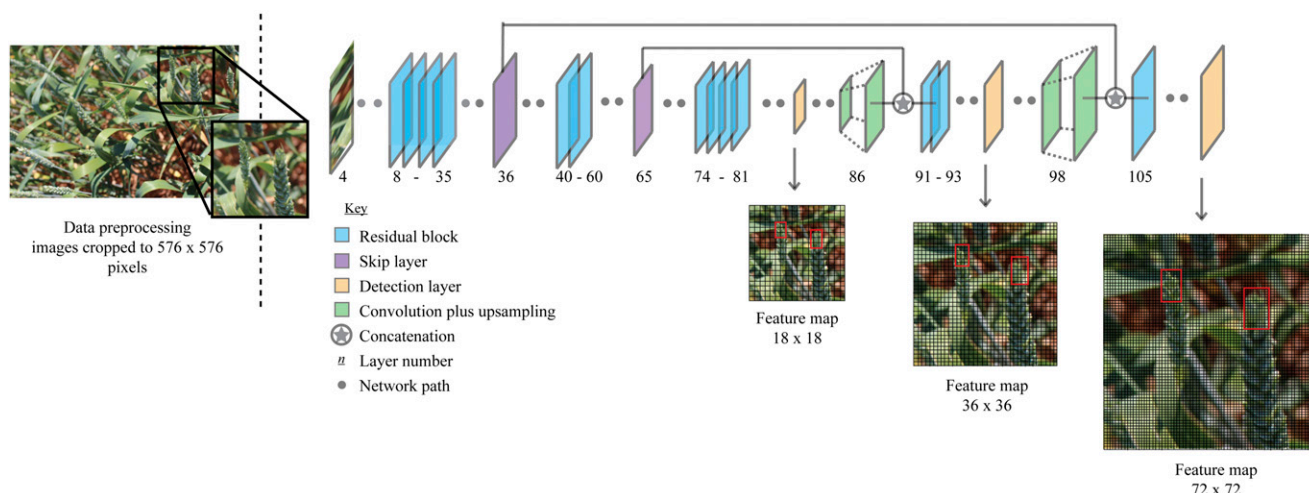 4
8 - 35
36
40 - 60
65
74 - 81
86
91 - 93
98
105
Data preprocessing
images cropped to 576 x 576
pixels
Key
Residual block
Skip layer
Detection layer
Convolution plus upsampling
Concatenation
n Layer number
Network path
Feature map
18 x 18
Feature map
36 x 36
Feature map
72 x 72